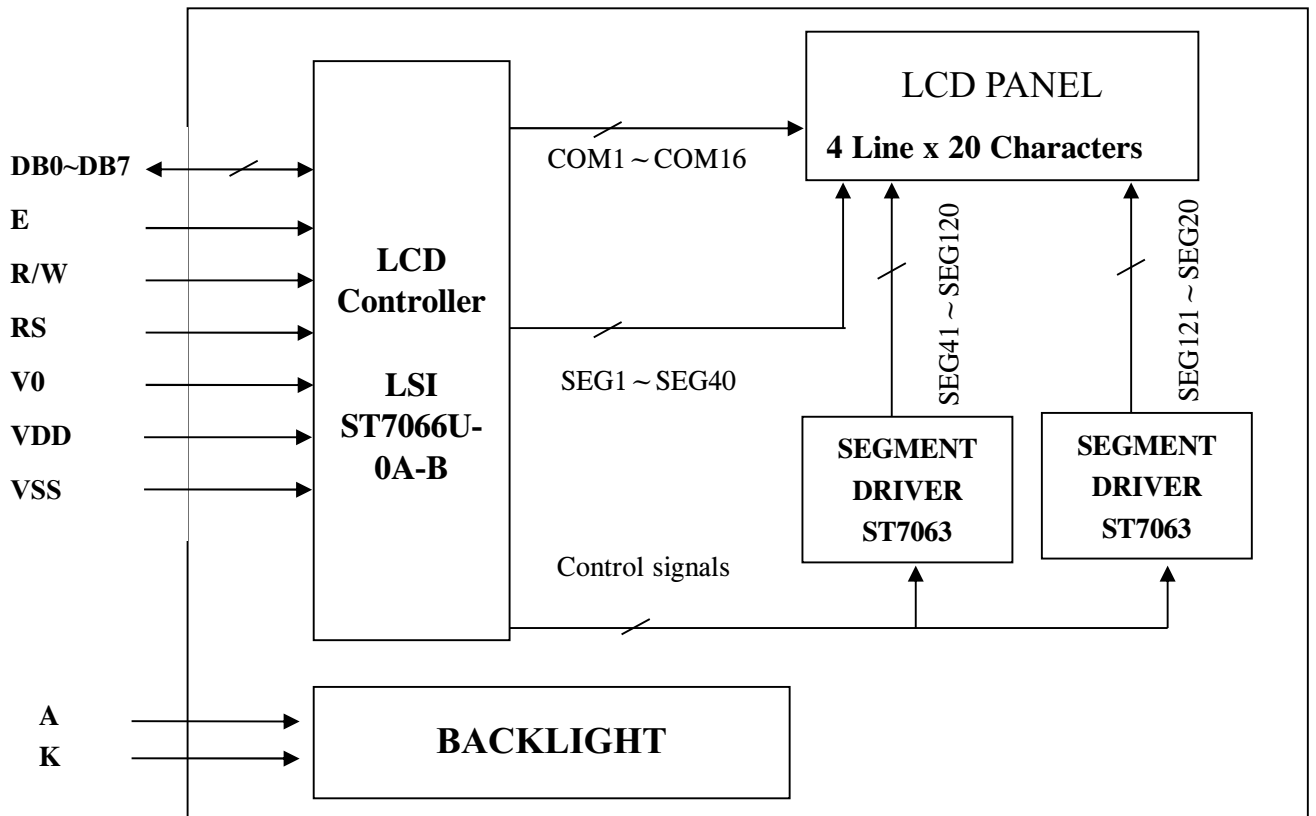 LCD PANEL
4 Line x 20 Characters
DB0~DB7
E
R/W
RS
V0
VDD
VSS
LCD
Controller
LSI
ST7066U-
0A-B
COM1～COM16
SEG1～SEG40
SEG41～SEG120
SEG121～SEG20
SEGMENT
DRIVER
ST7063
SEGMENT
DRIVER
ST7063
Control signals
A
K
BACKLIGHT